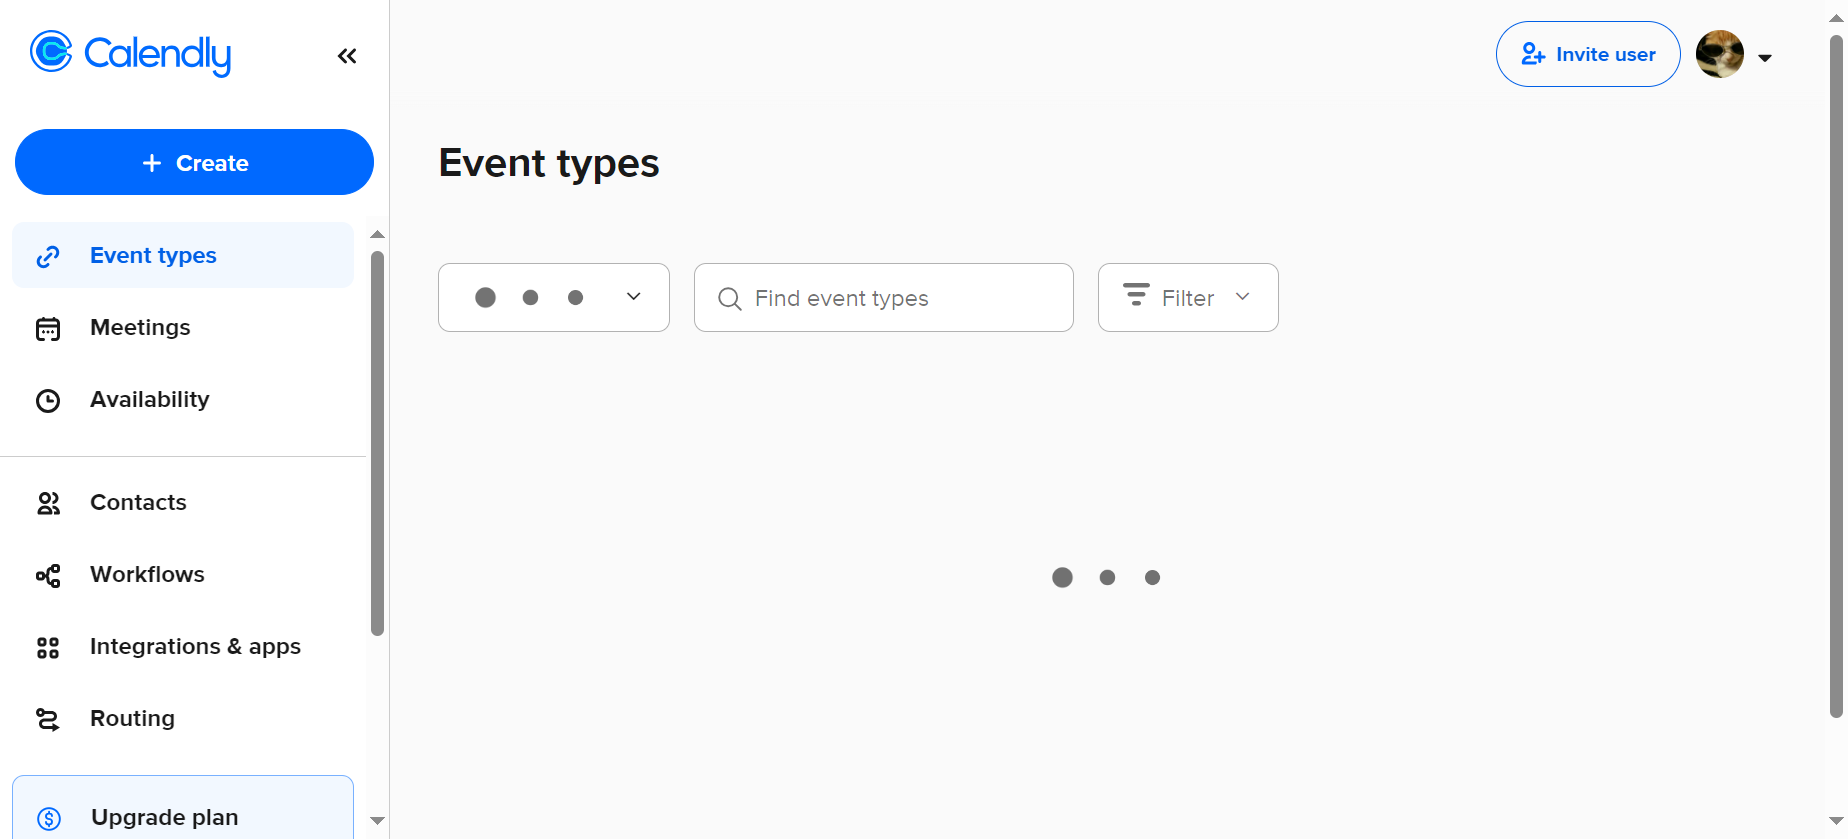 Calendly
Invite user
Create
Event types
Event types
Find event types
Filter
Meetings
Availability
Contacts
Workflows
Integrations & apps
Routing
Upgrade plan